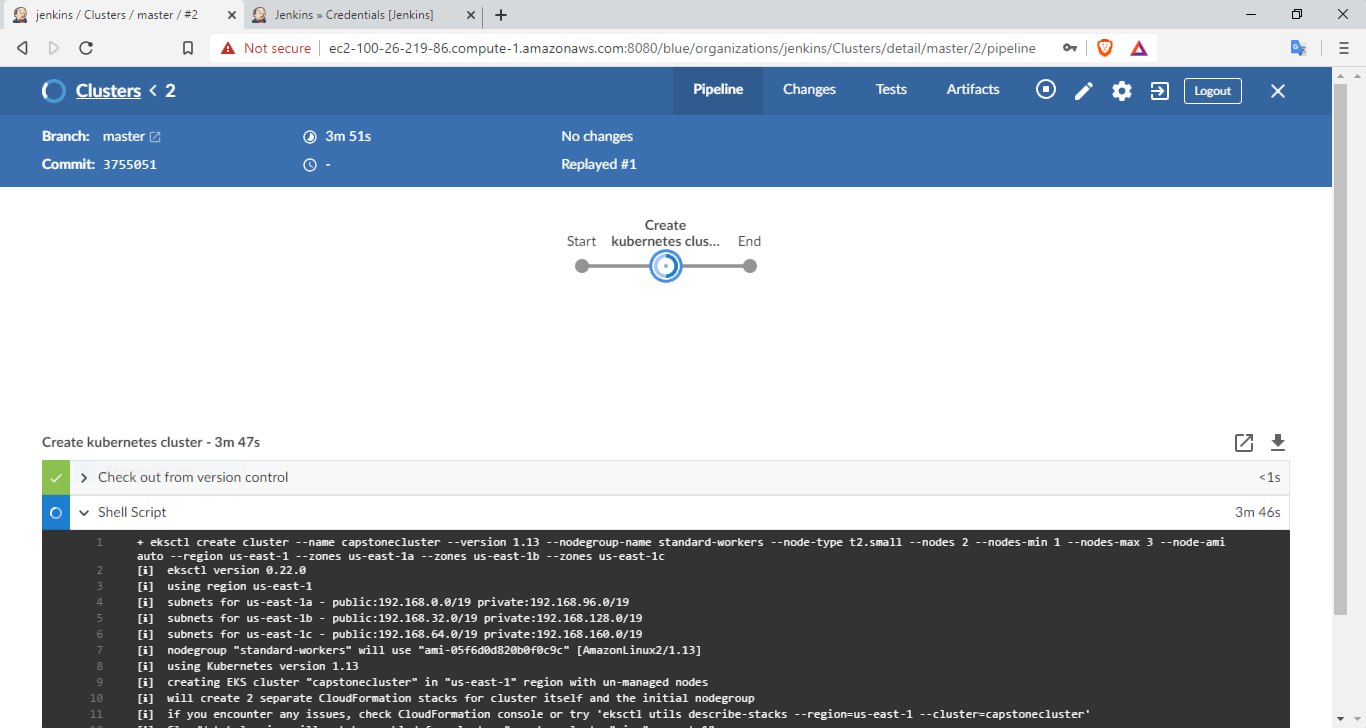 jenkins / Clusters / master / #2
Jenkins » Credentials [Jenkins]
Not secure
ec2-100-26-219-86.compute-1.amazonaws.com:8080/blue/organizations/jenkins/Clusters/detail/master/2/pipeline
Clusters < 2
Pipeline
Changes
Tests
Artifacts
Logout
Branch: master
3m 51s
No changes
Commit: 3755051
-
Replayed #1
Start
Create
kubernetes clus...
End
Create kubernetes cluster - 3m 47s
Check out from version control
<1s
Shell Script
3m 46s
1 + eksctl create cluster --name capstonecluster --version 1.13 --nodegroup-name standard-workers --node-type t2.small --nodes 2 --nodes-min 1 --nodes-max 3 --node-ami
auto --region us-east-1 --zones us-east-1a --zones us-east-1b --zones us-east-1c
2 [ℹ] eksctl version 0.22.0
3 [ℹ] using region us-east-1
4 [ℹ] subnets for us-east-1a - public:192.168.0.0/19 private:192.168.96.0/19
5 [ℹ] subnets for us-east-1b - public:192.168.32.0/19 private:192.168.128.0/19
6 [ℹ] subnets for us-east-1c - public:192.168.64.0/19 private:192.168.160.0/19
7 [ℹ] nodegroup "standard-workers" will use "ami-05f6d0d820b0f0c9c" [AmazonLinux2/1.13]
8 [ℹ] using Kubernetes version 1.13
9 [ℹ] creating EKS cluster "capstonecluster" in "us-east-1" region with un-managed nodes
10 [ℹ] will create 2 separate CloudFormation stacks for cluster itself and the initial nodegroup
11 [ℹ] if you encounter any issues, check CloudFormation console or try 'eksctl utils describe-stacks --region=us-east-1 --cluster=capstonecluster'